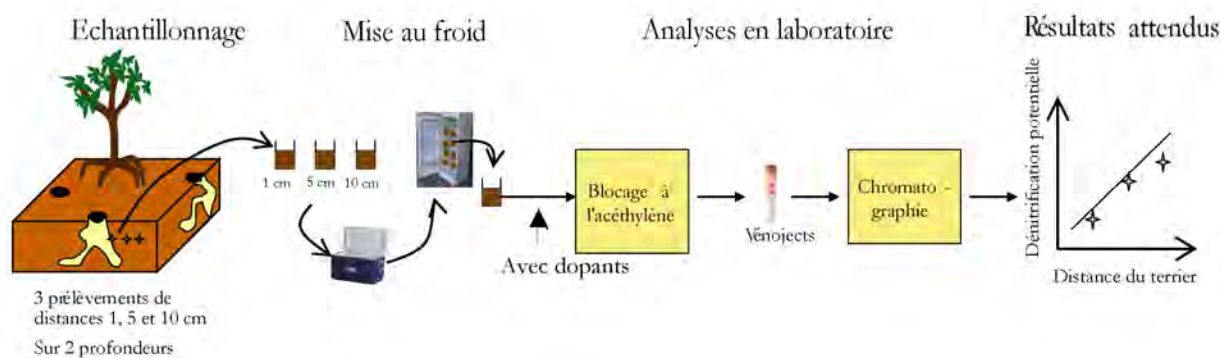 Echantillonnage
Mise au froid
Analyses en laboratoire
Résultats attendus
1 cm
5 cm
10 cm
3 prélèvements de
distances 1, 5 et 10 cm
Sur 2 profondeurs
Avec dopants
Blocage à
l'acéthylène
Vénojects
Chromato -
graphie
Dénitrification potentielle
Distance du terrier